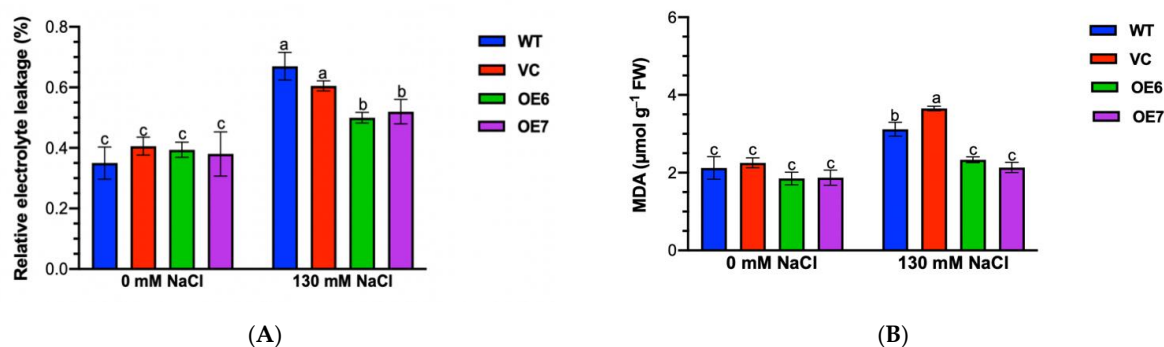 Relative electrolyte leakage (%)
0.8
0.6
0.4
0.2
0.0
c
c
c
c
a
a
b
b
0 mM NaCl
130 mM NaCl
WT
VC
OE6
OE7
(A)
MDA (μmol g⁻¹ FW)
6
4
2
0
c
c
c
c
b
a
c
c
0 mM NaCl
130 mM NaCl
WT
VC
OE6
OE7
(B)